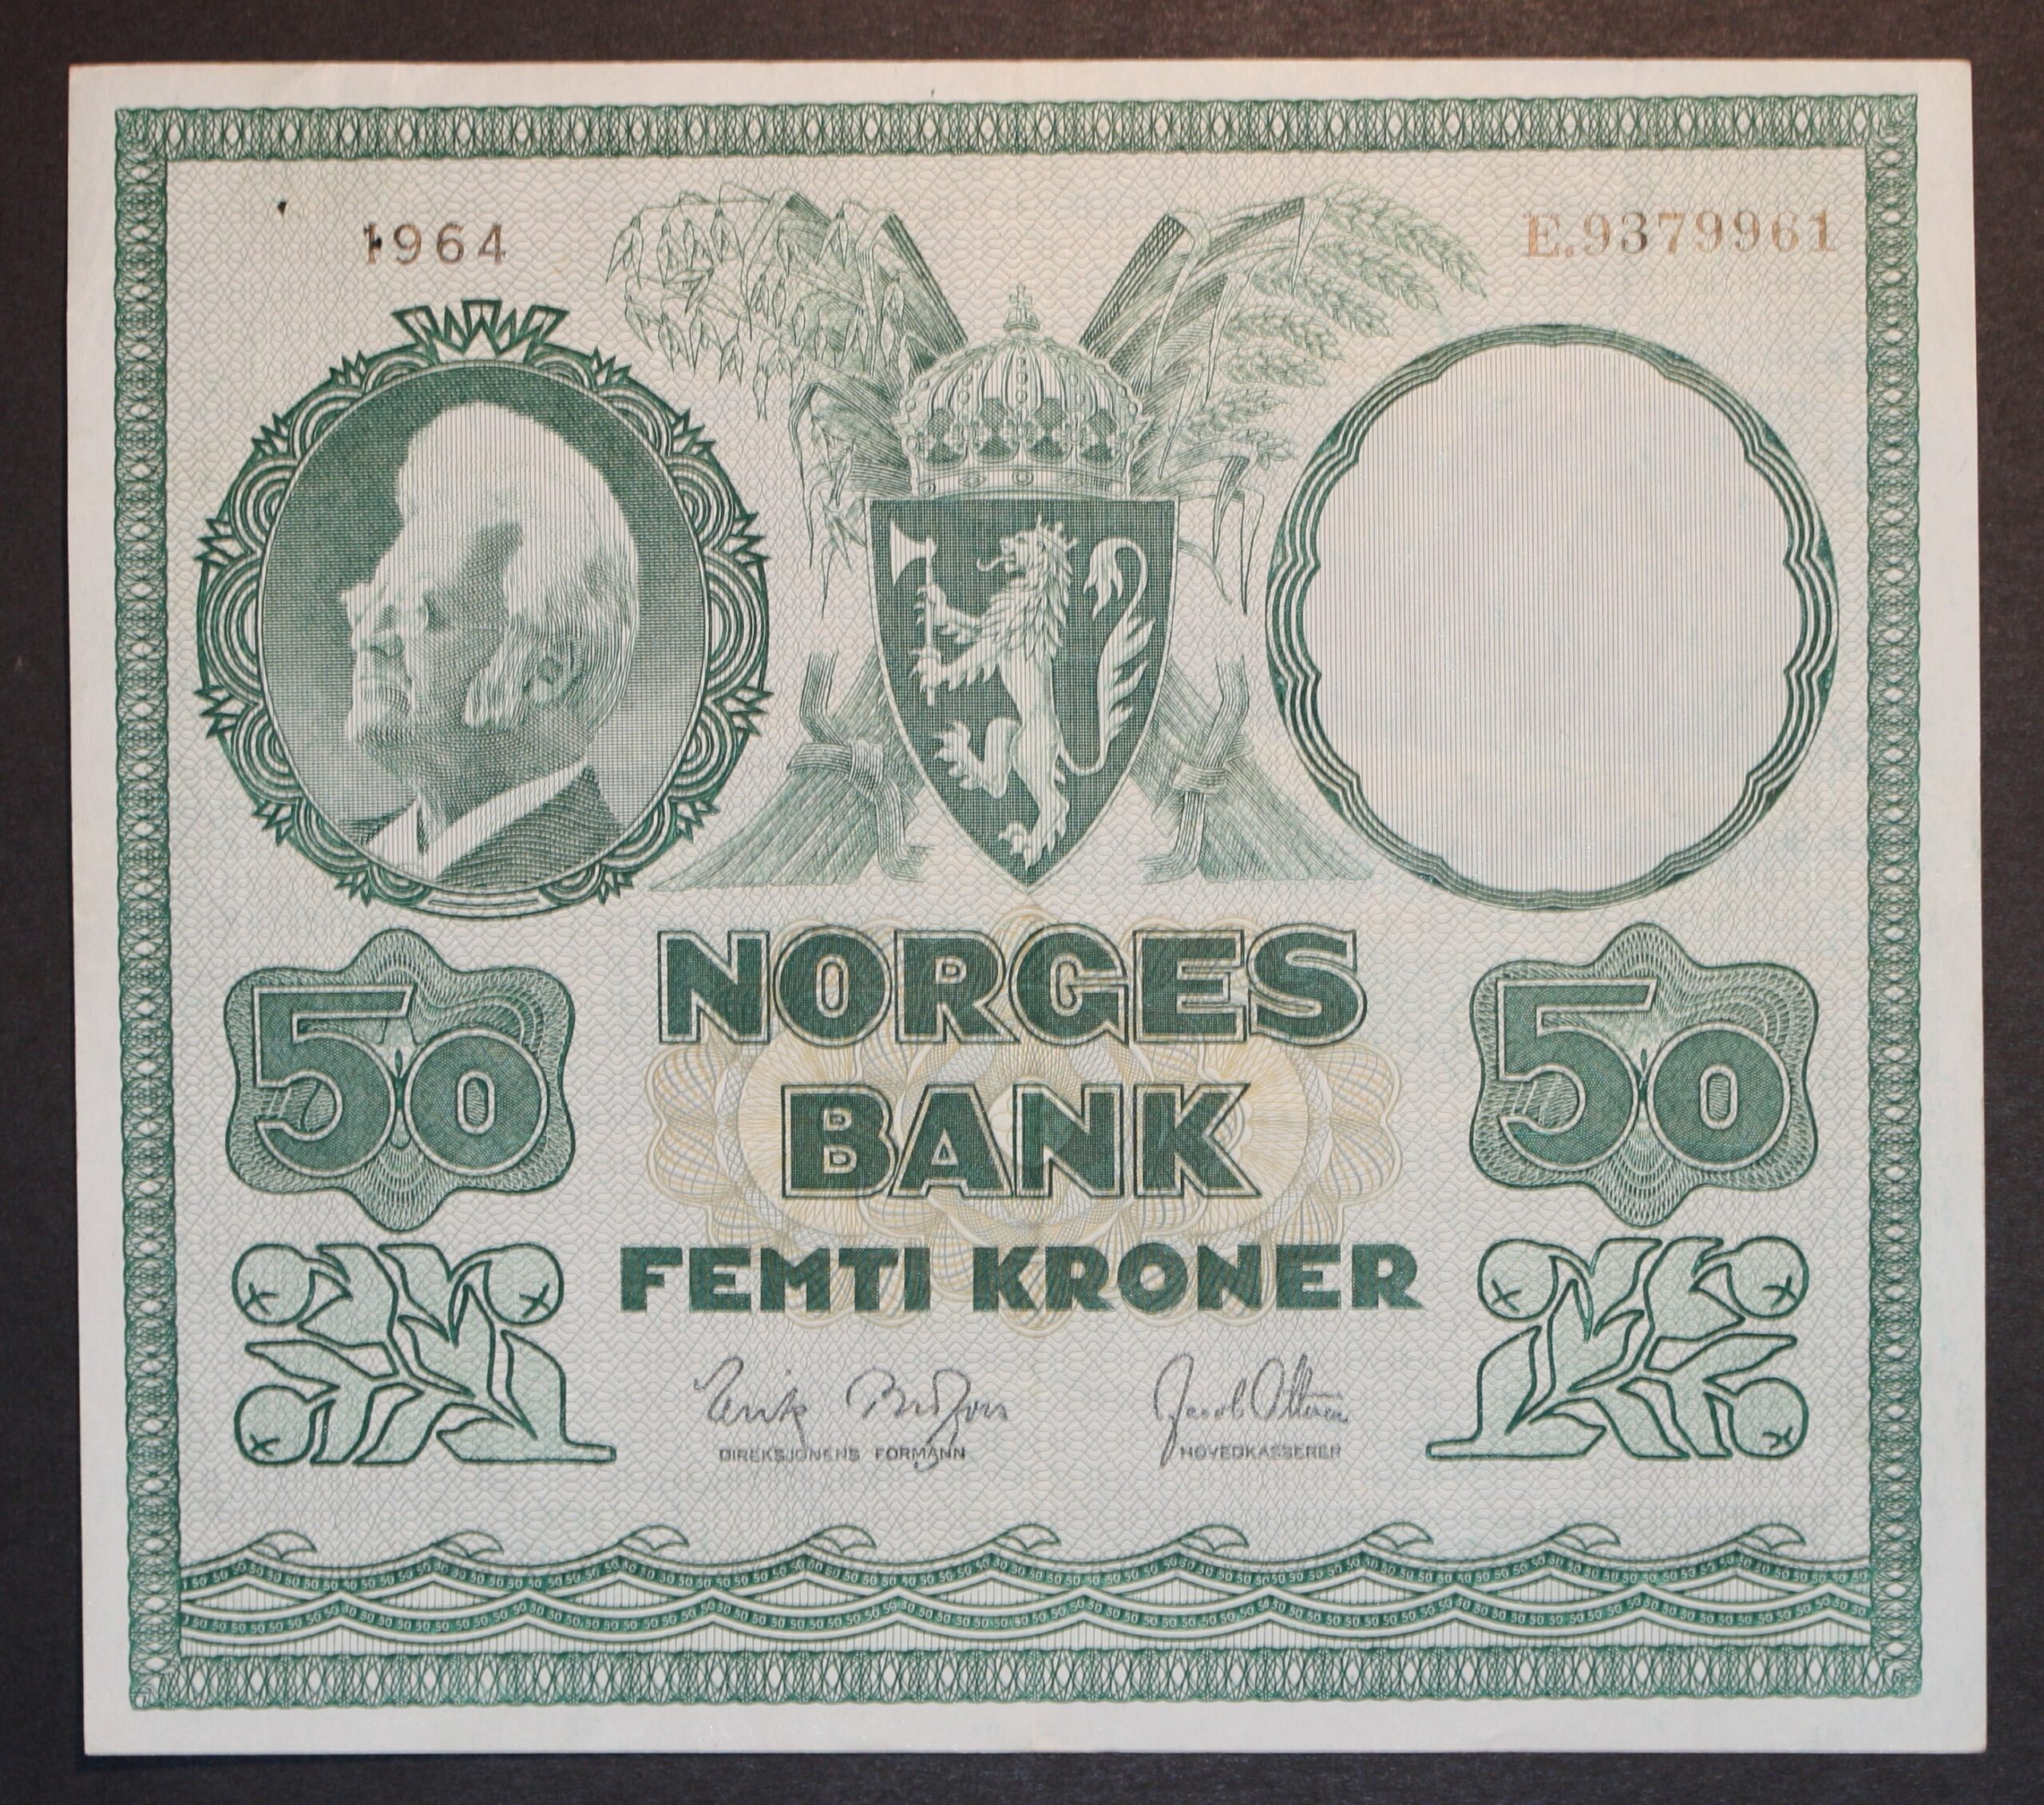 1964
E.9379961
NORGES
BANK
50
50
FEMTI KRONER
DIREKSJONENS FORMANN
HOVEDKASSERER